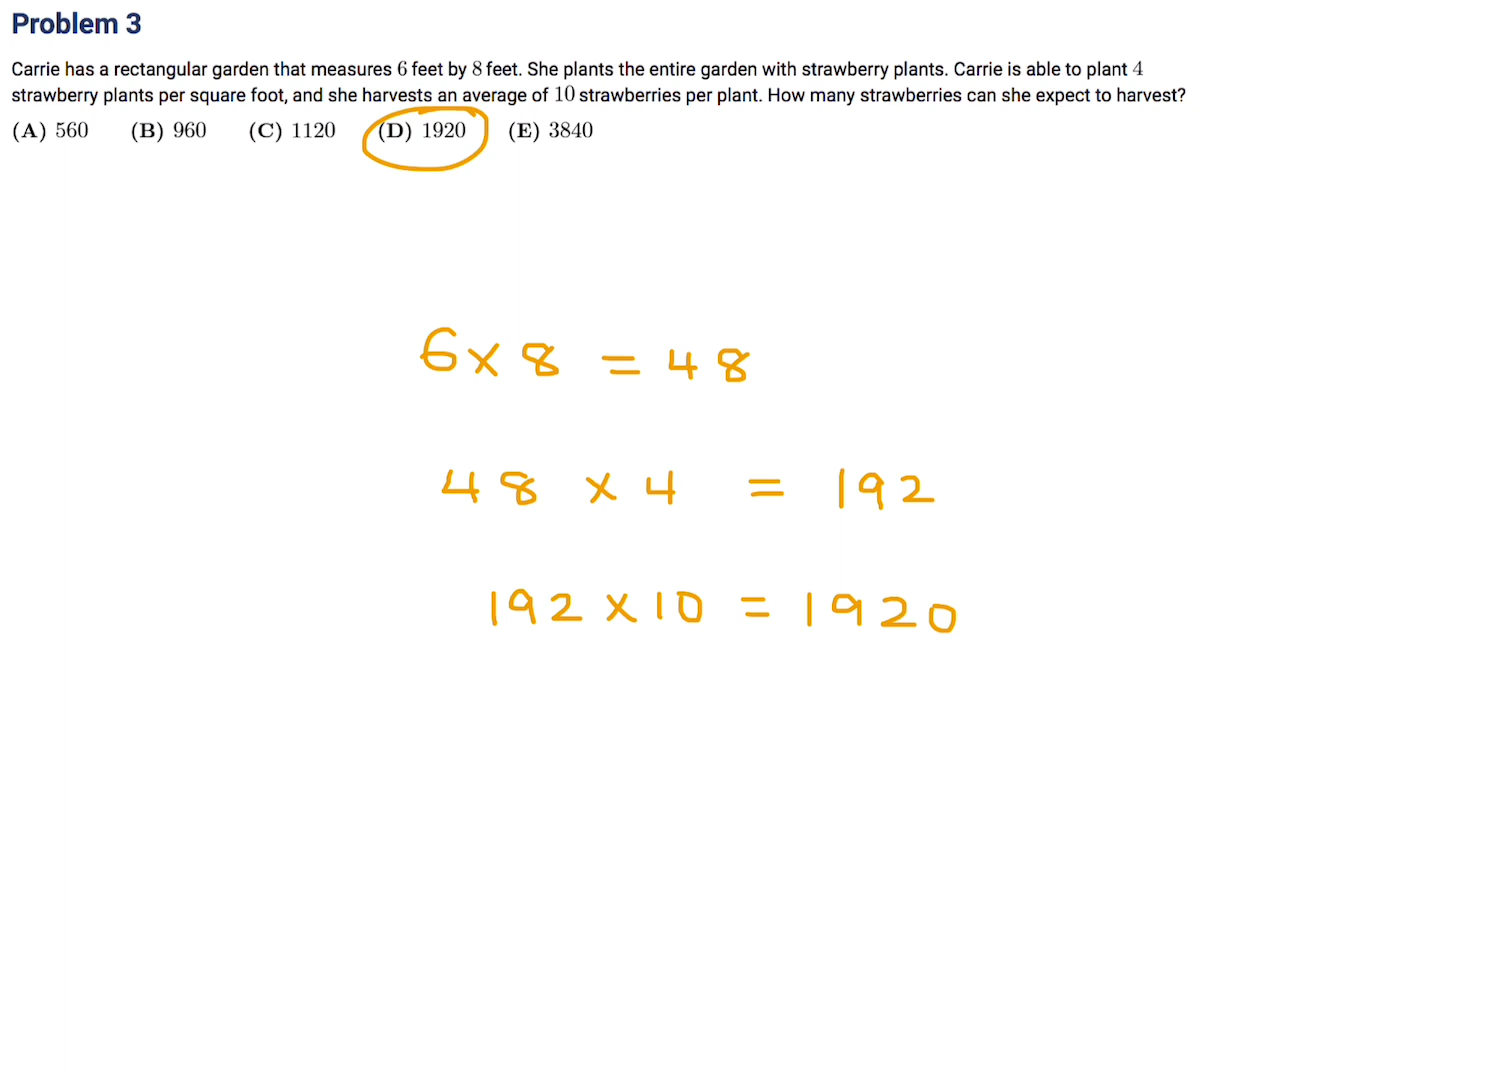 Problem 3
Carrie has a rectangular garden that measures 6 feet by 8 feet. She plants the entire garden with strawberry plants. Carrie is able to plant 4
strawberry plants per square foot, and she harvests an average of 10 strawberries per plant. How many strawberries can she expect to harvest?
(A) 560 (B) 960 (C) 1120 (D) 1920 (E) 3840
6 × 8 = 48
48 × 4 = 192
192 × 10 = 1920